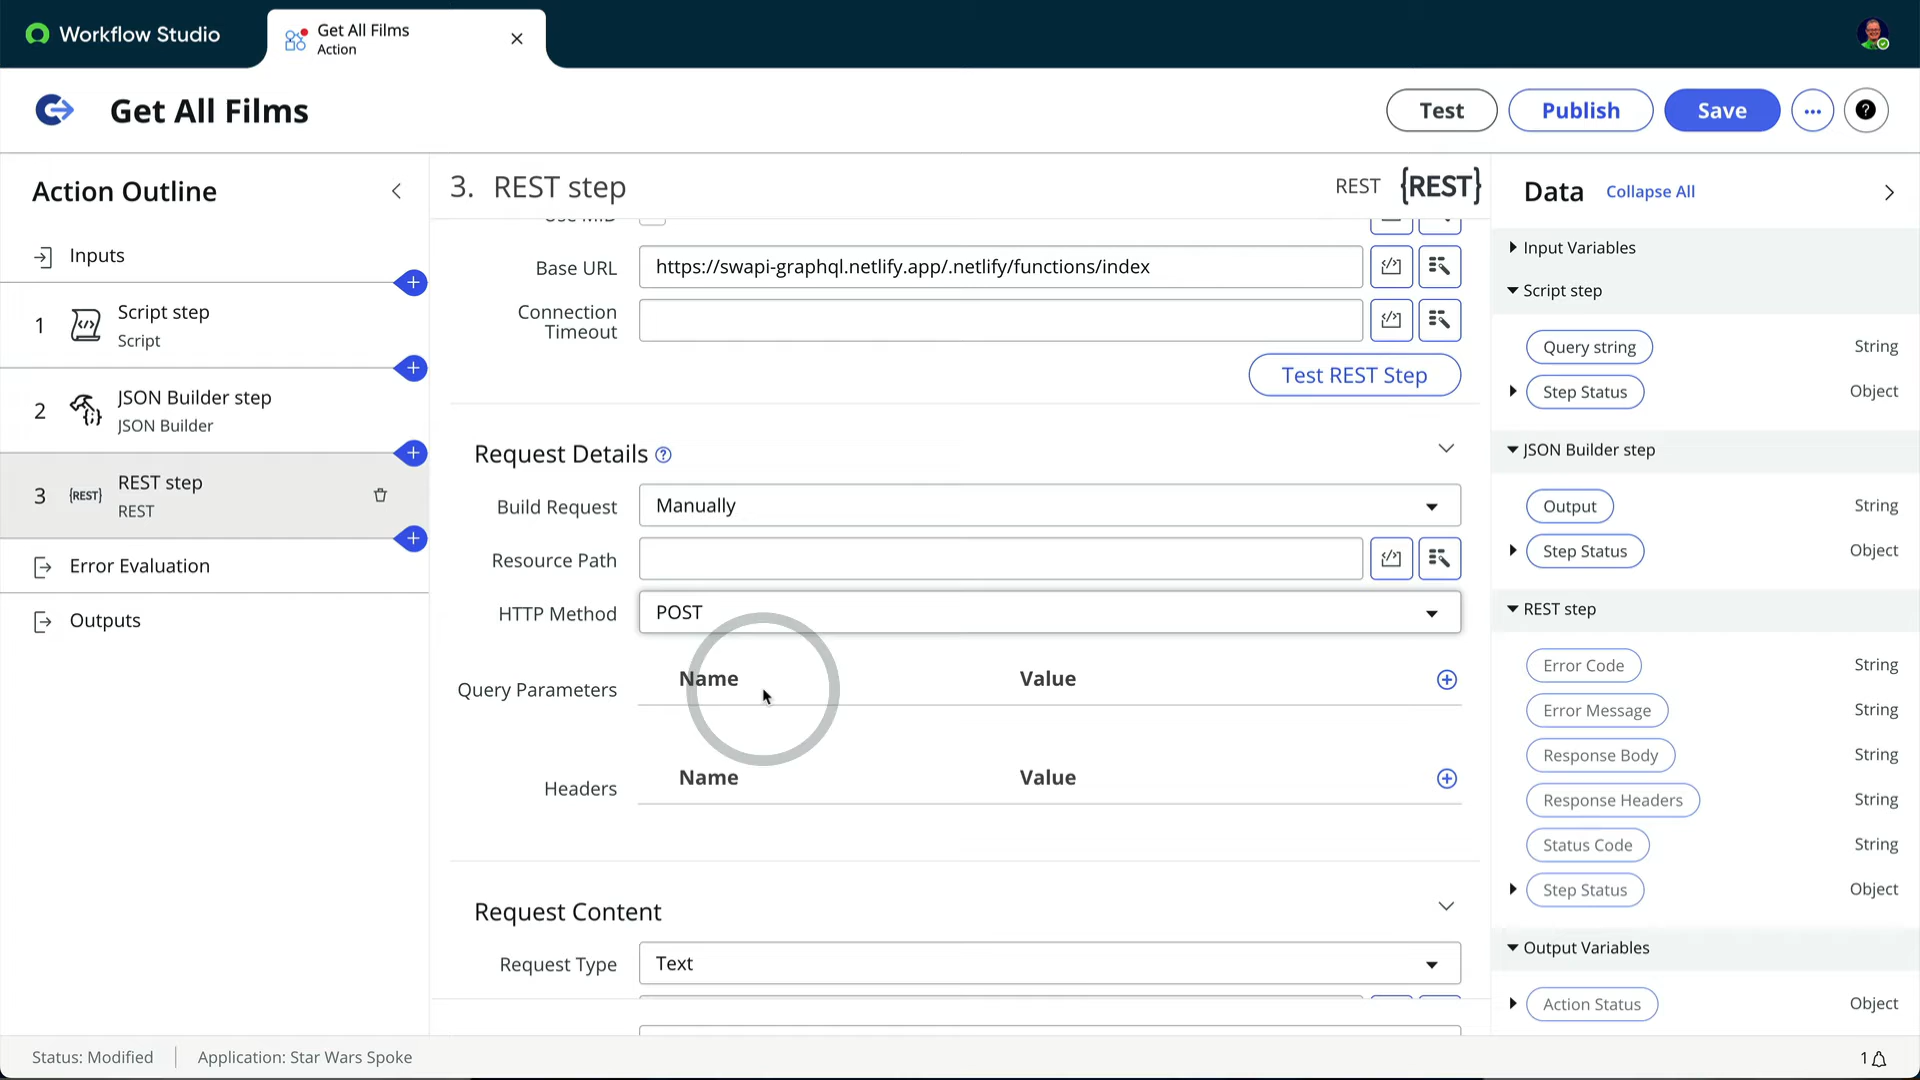 Workflow Studio
Get All Films
Action
Get All Films
Test
Publish
Save
Action Outline
Inputs
1
Script step
Script
2
JSON Builder step
JSON Builder
3
{REST}
REST step
REST
Error Evaluation
Outputs
3. REST step
REST
{REST}
Base URL
https://swapi-graphql.netlify.app/.netlify/functions/index
Connection
Timeout
Test REST Step
Request Details
Build Request
Manually
Resource Path
HTTP Method
POST
Query Parameters
Name
Value
Headers
Name
Value
Request Content
Request Type
Text
Data
Collapse All
Input Variables
Script step
Query string
String
Step Status
Object
JSON Builder step
Output
String
Step Status
Object
REST step
Error Code
String
Error Message
String
Response Body
String
Response Headers
String
Status Code
String
Step Status
Object
Output Variables
Action Status
Object
Status: Modified
Application: Star Wars Spoke
1